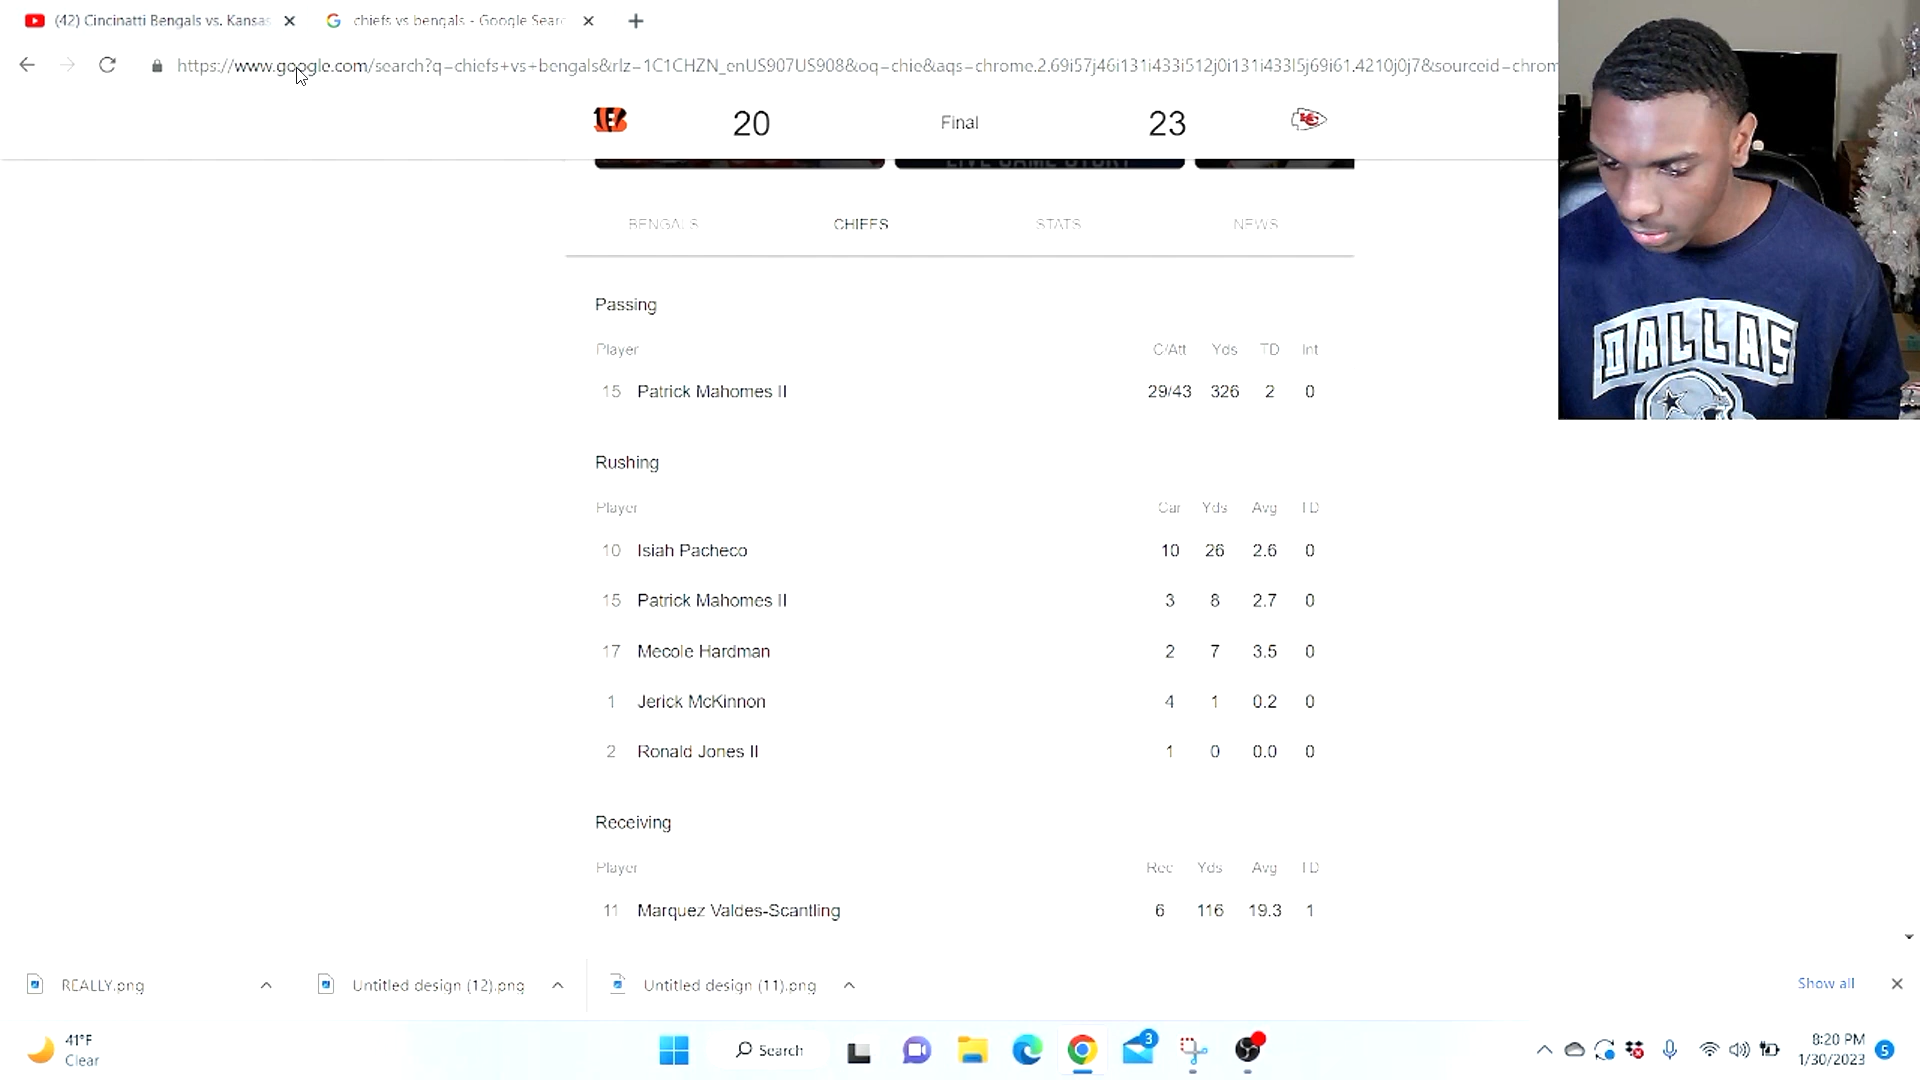 (42) Cincinatti Bengals vs. Kansas
chiefs vs bengals - Google Sear
https://www.google.com/search?q=chiefs+vs+bengals&rlz=1C1CHZN_enUS907US908&oq=chie&aqs=chrome.2.69i57j46i131i433i512j0i131i433l5j69i61.4210j0j7&sourceid=chrom
20 Final 23
LIVE GAME STORY
BENGALS CHIEFS STATS NEWS
Passing
Player C/Att Yds TD Int
15 Patrick Mahomes II 29/43 326 2 0
Rushing
Player Car Yds Avg TD
10 Isiah Pacheco 10 26 2.6 0
15 Patrick Mahomes II 3 8 2.7 0
17 Mecole Hardman 2 7 3.5 0
1 Jerick McKinnon 4 1 0.2 0
2 Ronald Jones II 1 0 0.0 0
Receiving
Player Rec Yds Avg TD
11 Marquez Valdes-Scantling 6 116 19.3 1
DALLAS
REALLY.png
Untitled design (12).png
Untitled design (11).png
Show all
41°F
Clear
Search
3
8:20 PM
1/30/2023
5